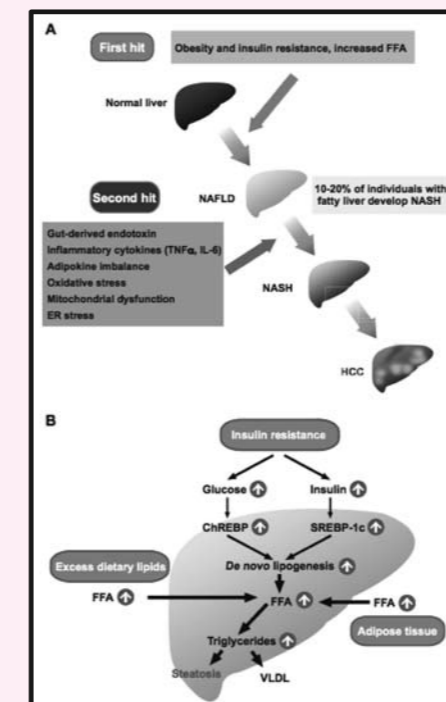 A
First hit
Obesity and insulin resistance, increased FFA
Normal liver
NAFLD
10-20% of individuals with
fatty liver develop NASH
Second hit
Gut-derived endotoxin
Inflammatory cytokines (TNFα, IL-6)
Adipokine imbalance
Oxidative stress
Mitochondrial dysfunction
ER stress
NASH
HCC
B
Insulin resistance
Glucose
Insulin
ChREBP
SREBP-1c
De novo lipogenesis
Excess dietary lipids
FFA
FFA
FFA
Adipose tissue
Triglycerides
Steatosis
VLDL